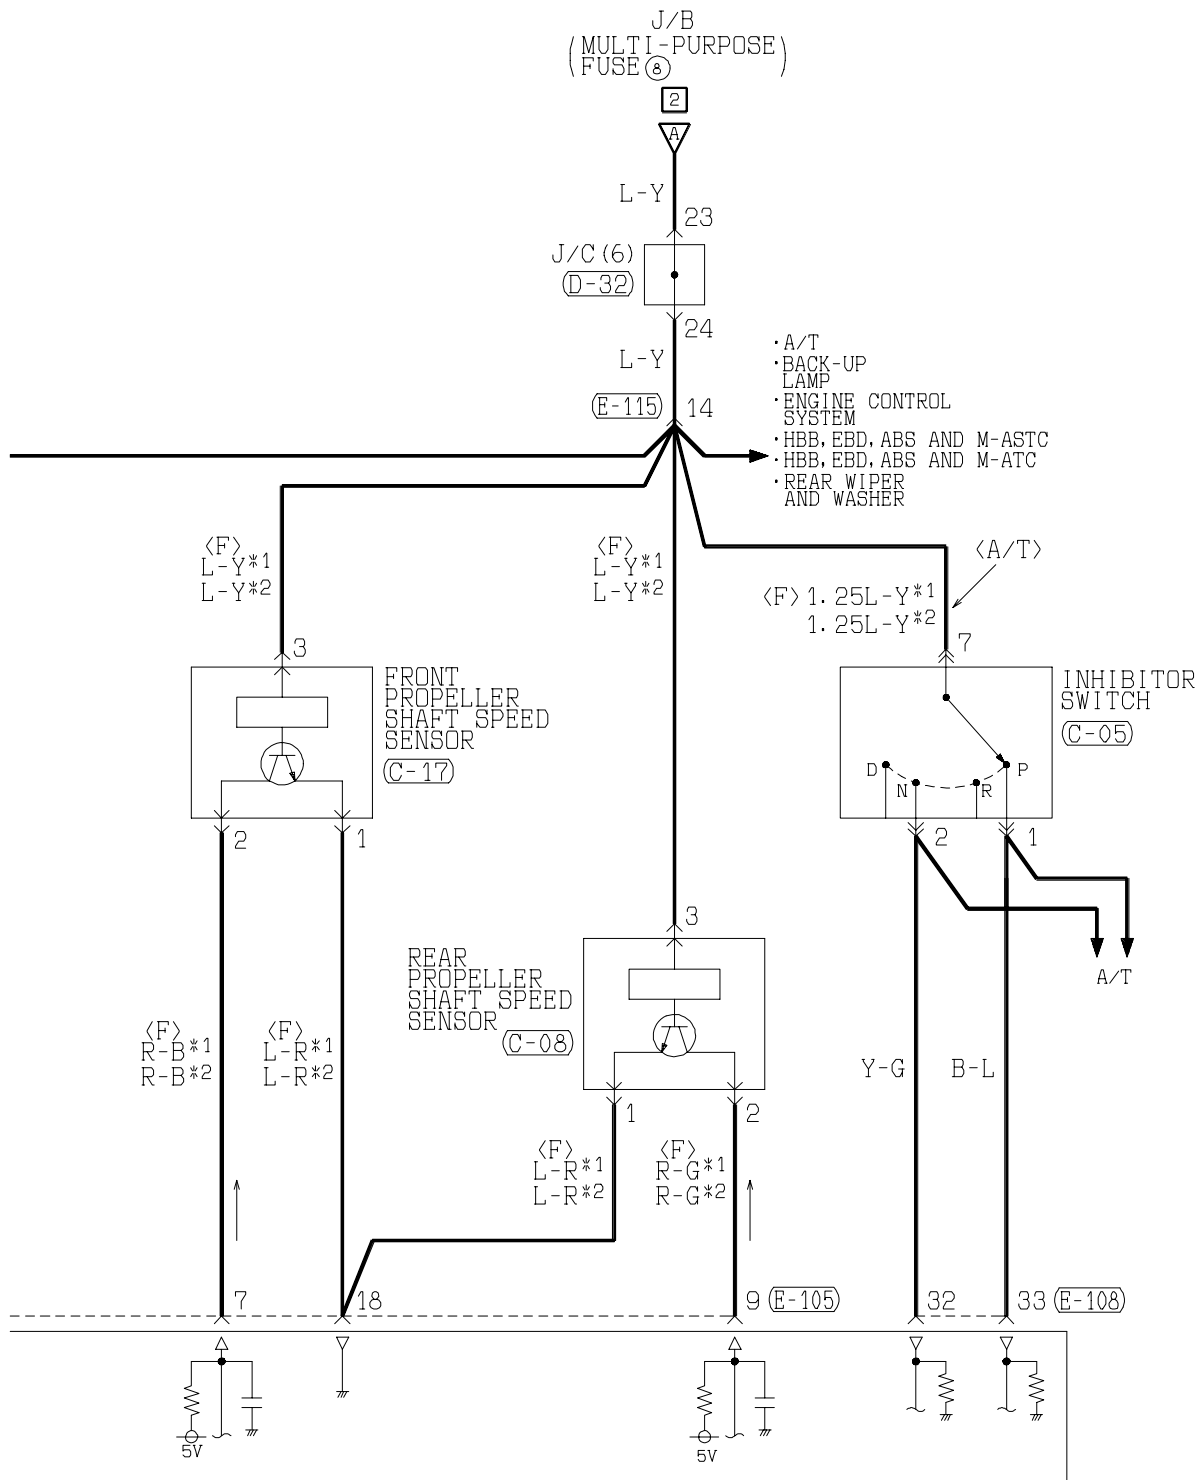 J/B
(MULTI-PURPOSE
FUSE ⑧)
2
A
L-Y
23
J/C(6)
D-32
24
L-Y
E-115
14
·A/T
·BACK-UP
LAMP
·ENGINE CONTROL
SYSTEM
·HBB, EBD, ABS AND M-ASTC
·HBB, EBD, ABS AND M-ATC
·REAR WIPER
AND WASHER
<F>
L-Y*1
L-Y*2
<F>
L-Y*1
L-Y*2
<A/T>
<F>1.25L-Y*1
1.25L-Y*2
3
7
FRONT
PROPELLER
SHAFT SPEED
SENSOR
C-17
INHIBITOR
SWITCH
C-05
D
N
R
P
2
1
2
1
3
REAR
PROPELLER
SHAFT SPEED
SENSOR
C-08
A/T
<F>
R-B*1
R-B*2
<F>
L-R*1
L-R*2
Y-G
B-L
1
2
<F>
L-R*1
L-R*2
<F>
R-G*1
R-G*2
7
18
9
E-105
32
33
E-108
5V
5V